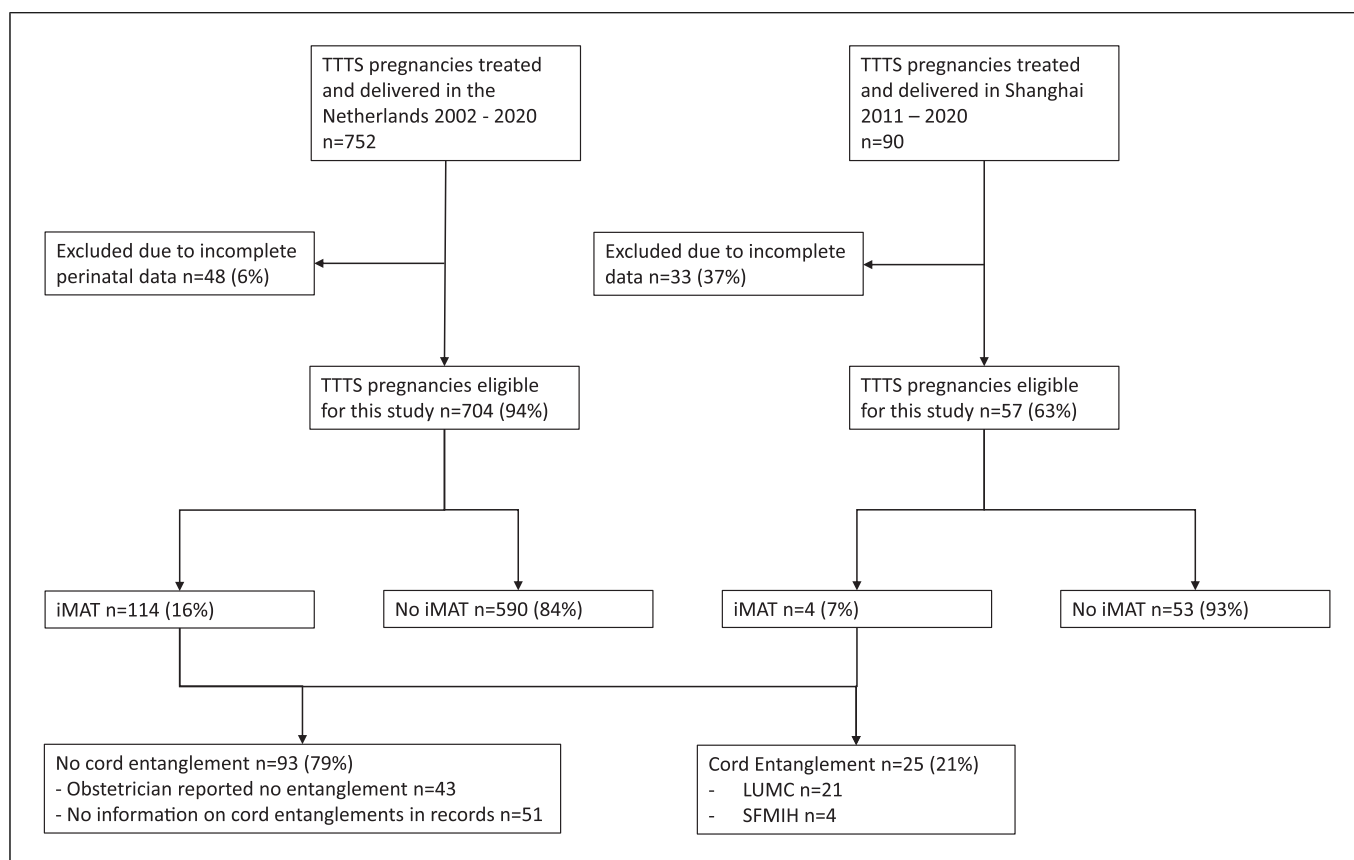 TTTS pregnancies treated
and delivered in the
Netherlands 2002 - 2020
n=752
TTTS pregnancies treated
and delivered in Shanghai
2011 – 2020
n=90
Excluded due to incomplete
perinatal data n=48 (6%)
Excluded due to incomplete
data n=33 (37%)
TTTS pregnancies eligible
for this study n=704 (94%)
TTTS pregnancies eligible
for this study n=57 (63%)
iMAT n=114 (16%)
No iMAT n=590 (84%)
iMAT n=4 (7%)
No iMAT n=53 (93%)
No cord entanglement n=93 (79%)
- Obstetrician reported no entanglement n=43
- No information on cord entanglements in records n=51
Cord Entanglement n=25 (21%)
- LUMC n=21
- SFMIH n=4